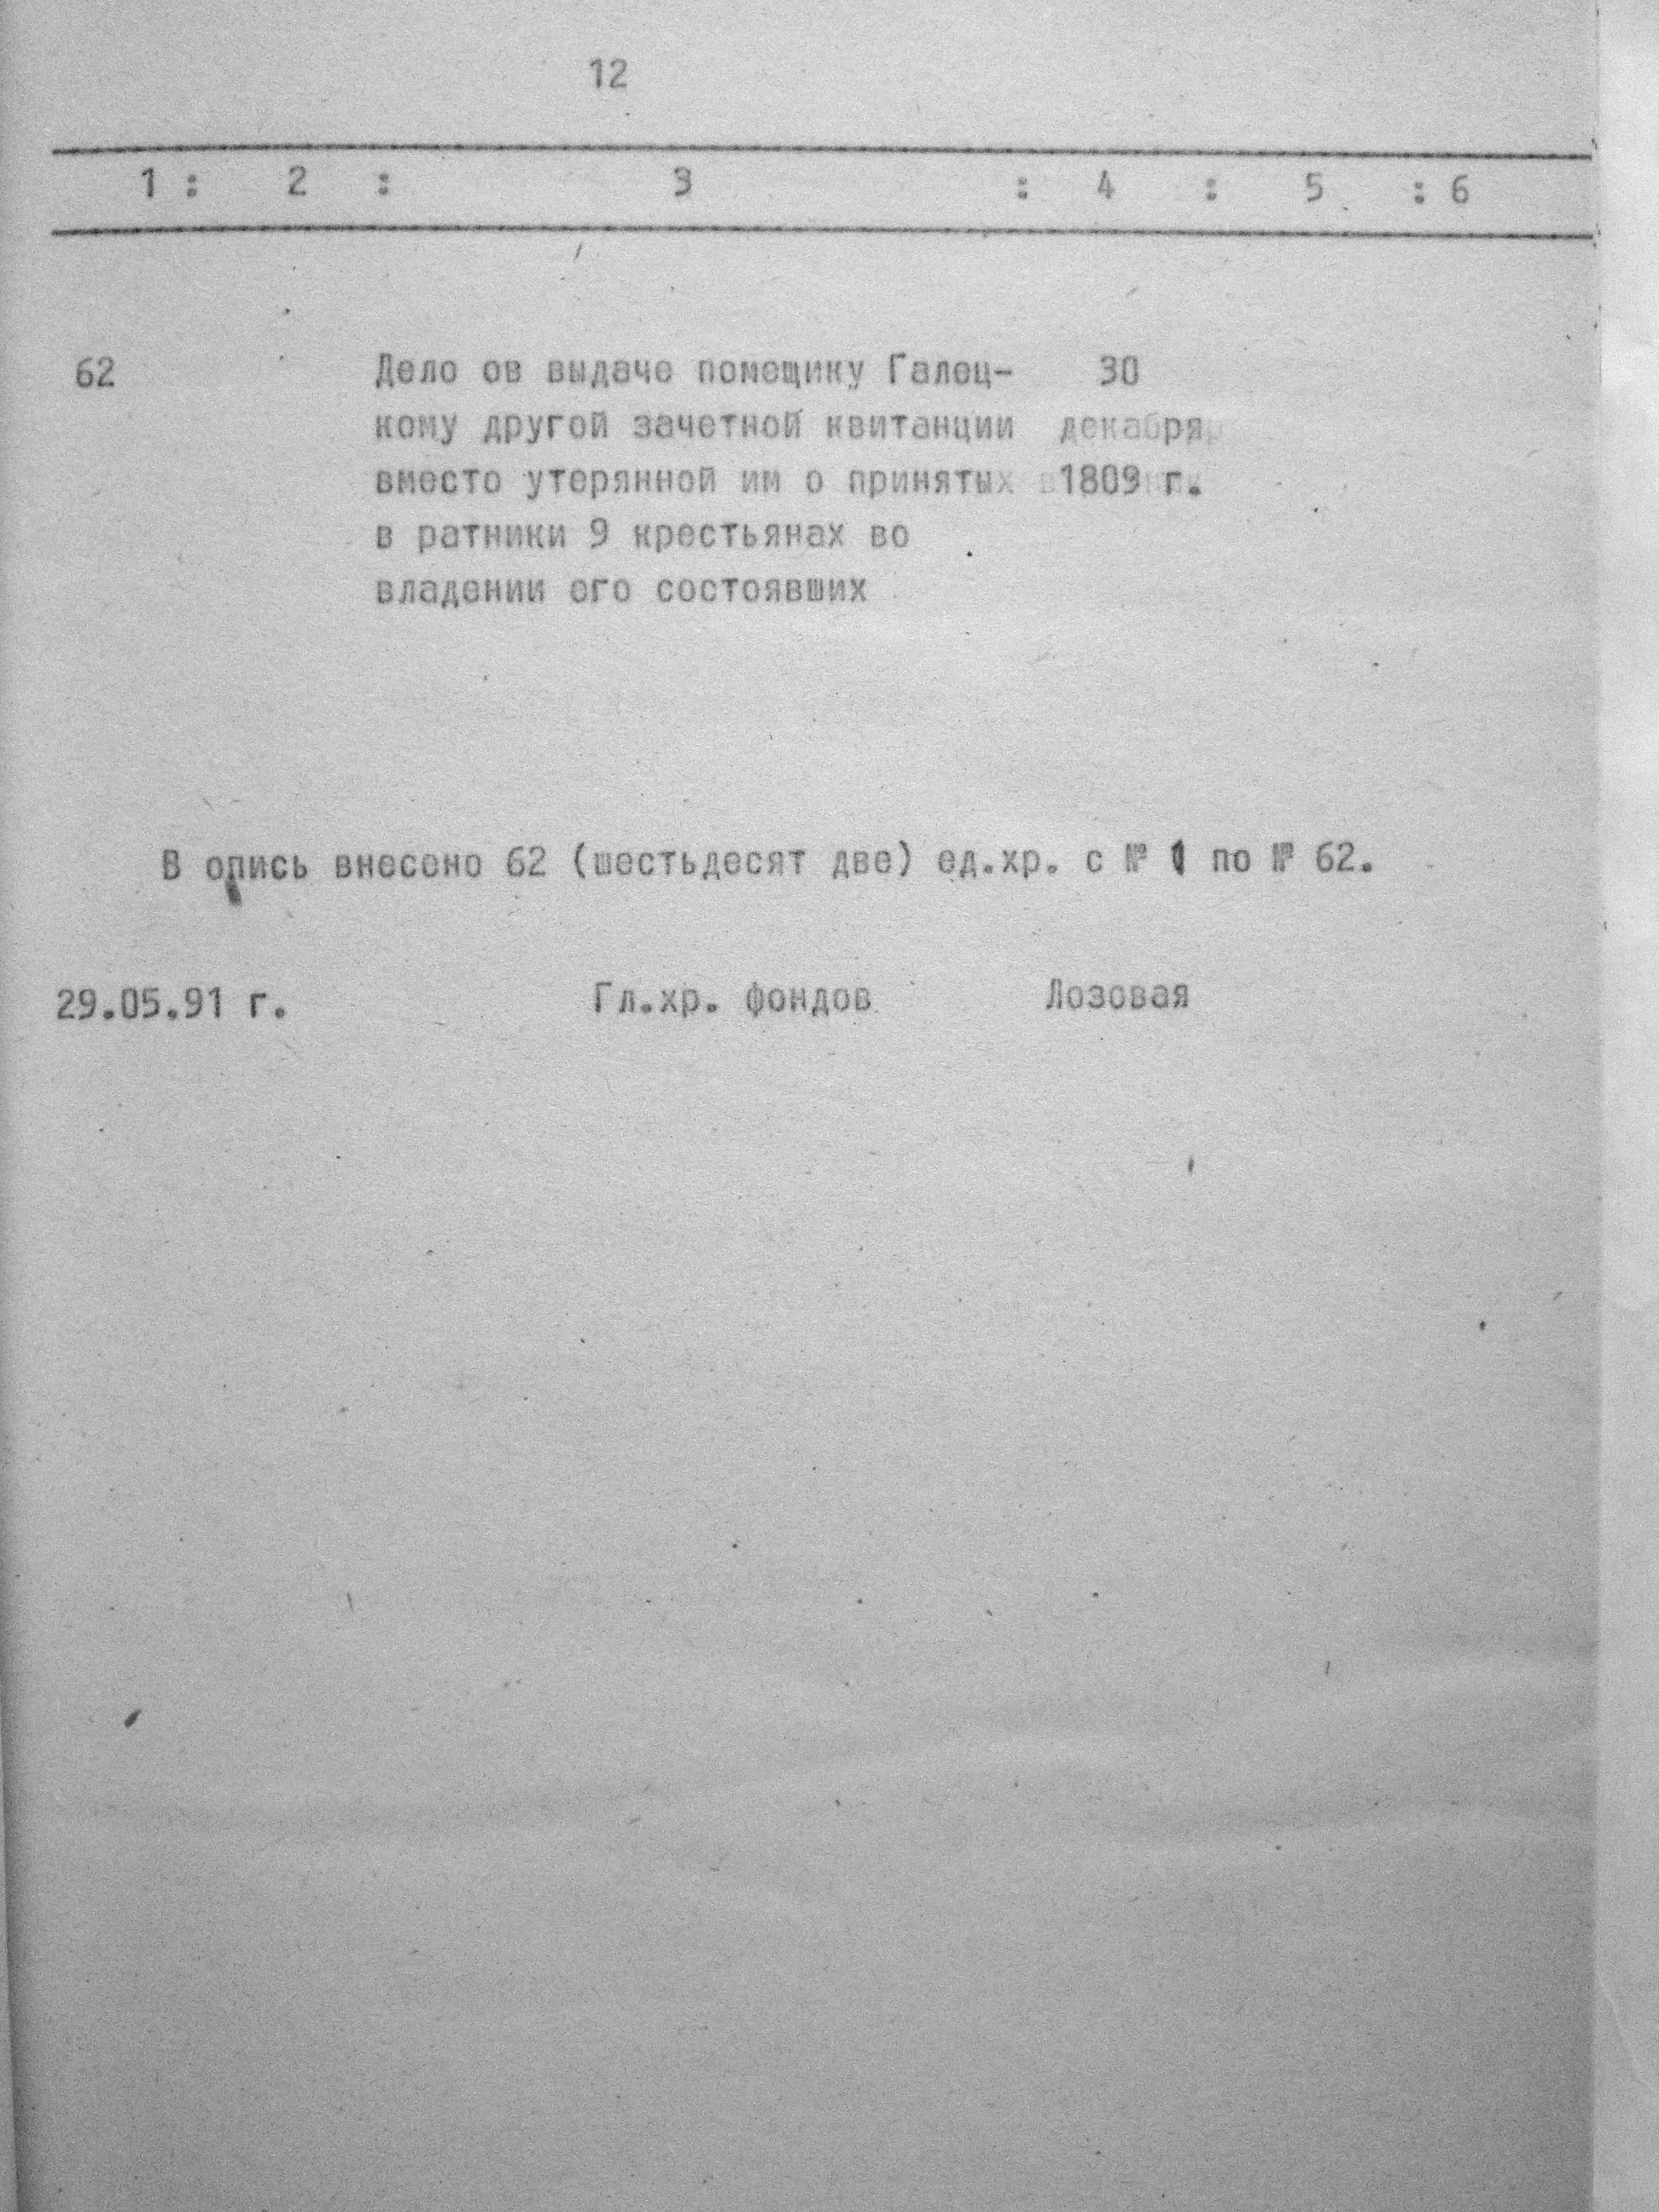 12
1 : 2 : 3 : 4 : 5 : 6
62 Дело ов выдаче помещику Галец- 30
кому другой зачетной квитанции декабря
вместо утерянной им о принятых 1809 г.
в ратники 9 крестьянах во
владении его состоявших
В опись внесено 62 (шестьдесят две) ед.хр. с № 1 по № 62.
29.05.91 г. Гл.хр. фондов Лозовая